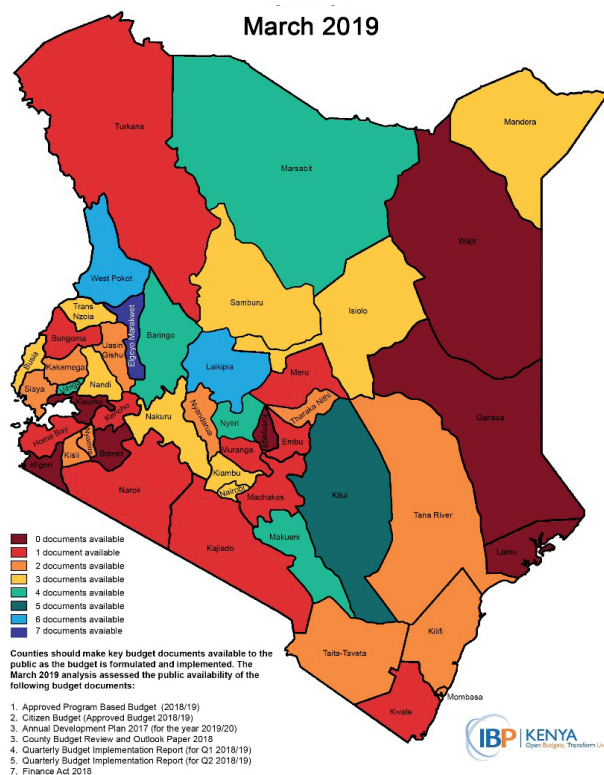 March 2019
Turkana
Mandera
Marsabit
Wajir
West Pokot
Samburu
Isiolo
Trans
Nzoia
Elgeyo Marakwet
Baringo
Bungoma
Uasin
Gishu
Laikipia
Busia
Kakamega
Meru
Siaya
Nandi
Garissa
Kisumu
Kericho
Nakuru
Nyandarua
Nyeri
Tharaka Nithi
Homa Bay
Muranga
Embu
Kisii
Bomet
Migori
Kiambu
Nairobi
Kitui
Narok
Machakos
Tana River
Makueni
Lamu
Kajiado
0 documents available
1 document available
2 documents available
3 documents available
4 documents available
5 documents available
6 documents available
7 documents available
Taita-Taveta
Kilifi
Mombasa
Kwale
Counties should make key budget documents available to the
public as the budget is formulated and implemented. The
March 2019 analysis assessed the public availability of the
following budget documents:
1. Approved Program Based Budget (2018/19)
2. Citizen Budget (Approved Budget 2018/19)
3. Annual Development Plan 2017 (for the year 2019/20)
3. County Budget Review and Outlook Paper 2018
4. Quarterly Budget Implementation Report (for Q1 2018/19)
5. Quarterly Budget Implementation Report (for Q2 2018/19)
7. Finance Act 2018
IBP KENYA
Open Budgets. Transform